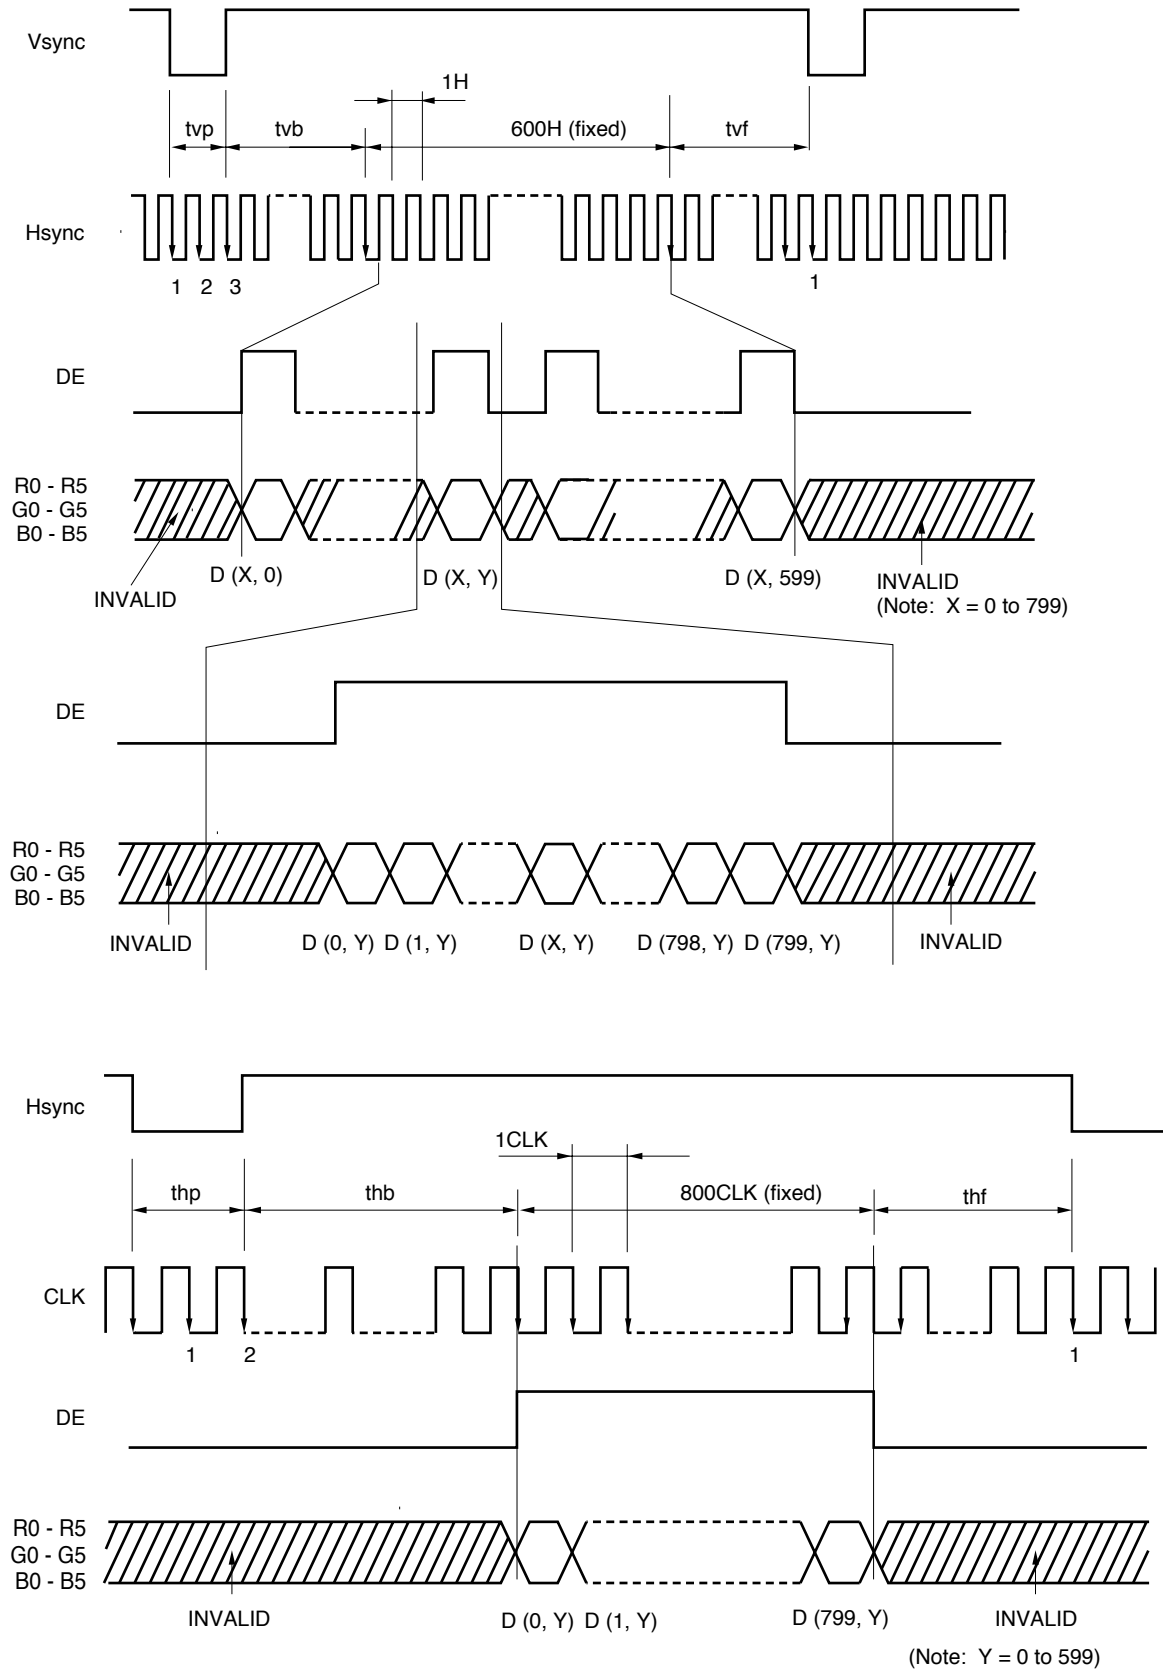 Vsync
1H
tvp
tvb
600H (fixed)
tvf
Hsync
1 2 3
1
DE
R0 - R5
G0 - G5
B0 - B5
D (X, 0)
D (X, Y)
D (X, 599)
INVALID
INVALID
(Note: X = 0 to 799)
DE
R0 - R5
G0 - G5
B0 - B5
INVALID
D (0, Y) D (1, Y)
D (X, Y)
D (798, Y) D (799, Y)
INVALID
Hsync
1CLK
thp
thb
800CLK (fixed)
thf
CLK
1 2
1
DE
R0 - R5
G0 - G5
B0 - B5
INVALID
D (0, Y) D (1, Y)
D (799, Y)
INVALID
(Note: Y = 0 to 599)